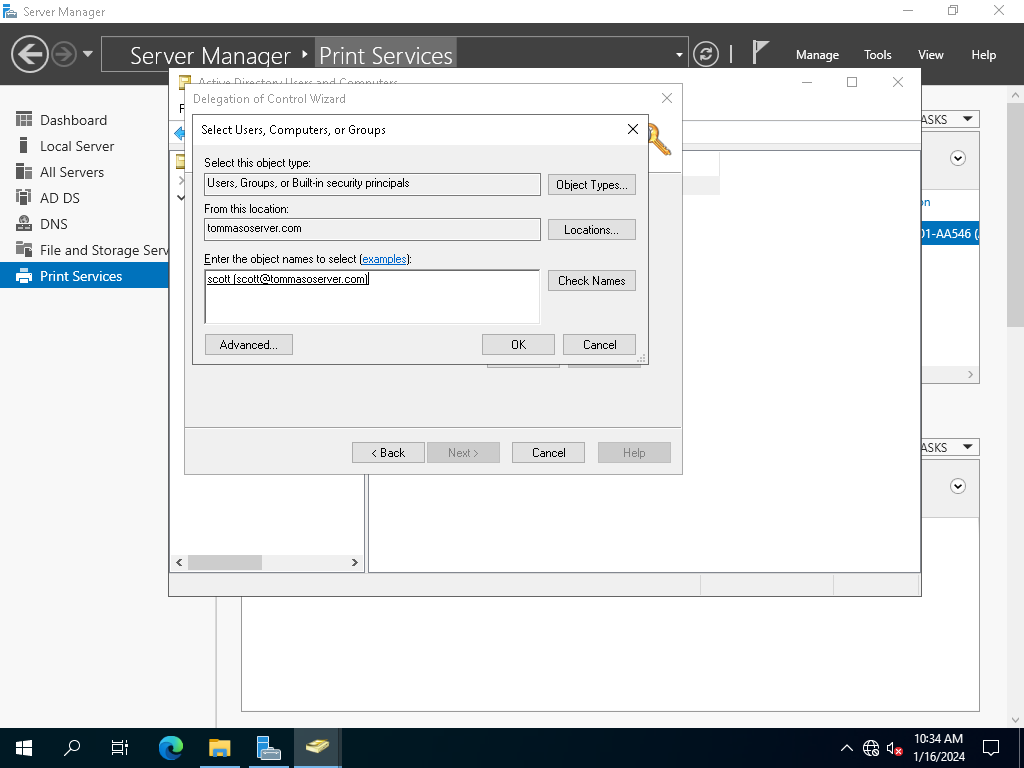 Server Manager
Server Manager
Print Services
Manage
Tools
View
Help
Active Directory Users and Computers
Delegation of Control Wizard
Select Users, Computers, or Groups
Select this object type:
Users, Groups, or Built-in security principals
Object Types...
From this location:
tommasoserver.com
Locations...
Enter the object names to select (examples):
scott (scott@tommasoserver.com)
Check Names
Advanced...
OK
Cancel
< Back
Next >
Cancel
Help
Dashboard
Local Server
All Servers
AD DS
DNS
File and Storage Serv
Print Services
ASKS
on
01-AA546 (
ASKS
10:34 AM
1/16/2024